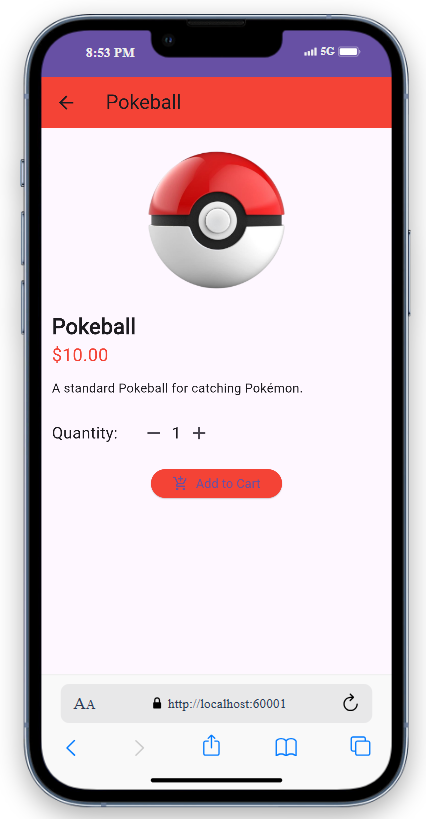 8:53 PM 5G
Pokeball
Pokeball
$10.00
A standard Pokeball for catching Pokémon.
Quantity: — 1 +
Add to Cart
AA http://localhost:60001